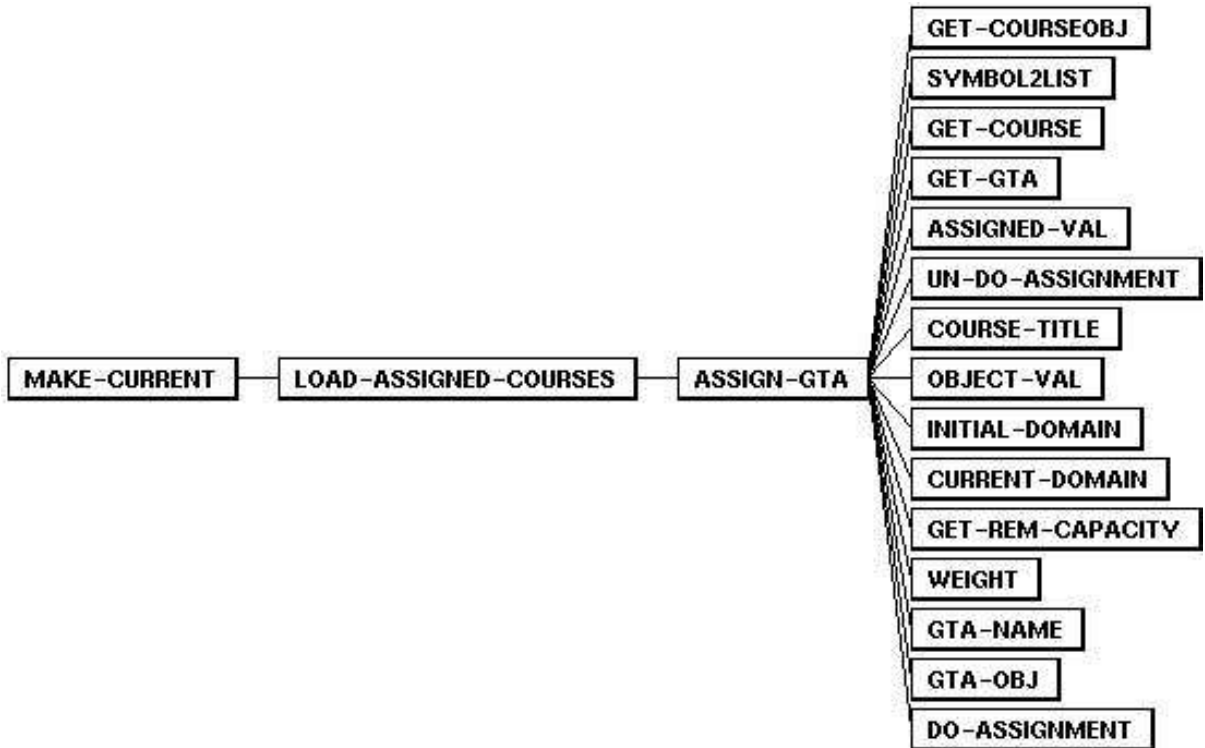 GET-COURSEOBJ
SYMBOL2LIST
GET-COURSE
GET-GTA
ASSIGNED-VAL
UN-DO-ASSIGNMENT
COURSE-TITLE
MAKE-CURRENT LOAD-ASSIGNED-COURSES ASSIGN-GTA OBJECT-VAL
INITIAL-DOMAIN
CURRENT-DOMAIN
GET-REM-CAPACITY
WEIGHT
GTA-NAME
GTA-OBJ
DO-ASSIGNMENT